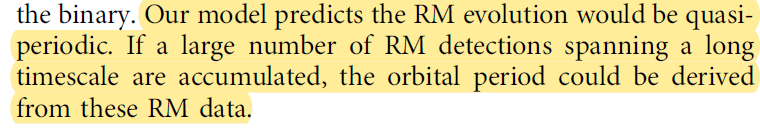 the binary. Our model predicts the RM evolution would be quasi-
periodic. If a large number of RM detections spanning a long
timescale are accumulated, the orbital period could be derived
from these RM data.